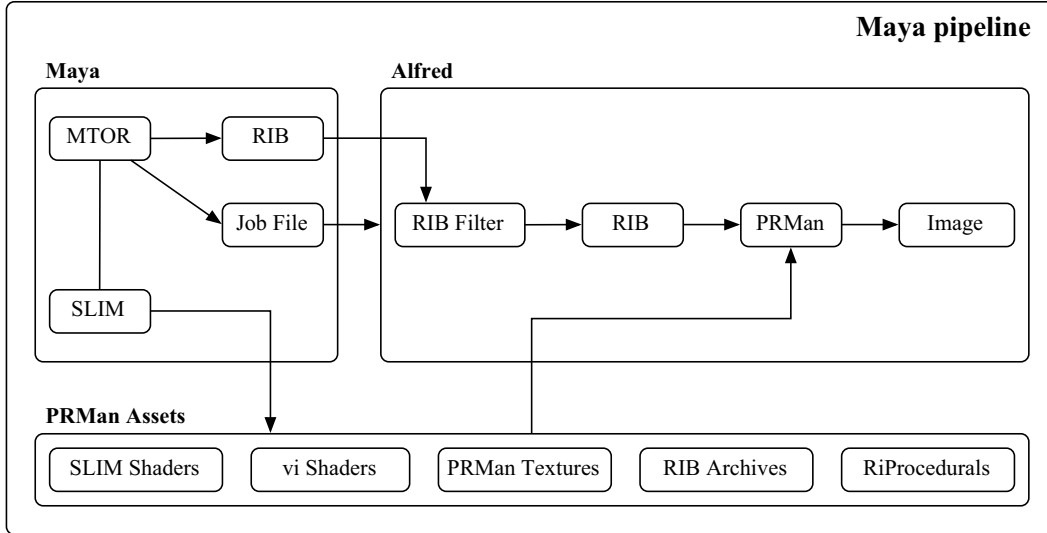 Maya pipeline
Maya
Alfred
MTOR
RIB
Job File
RIB Filter
RIB
PRMan
Image
SLIM
PRMan Assets
SLIM Shaders
vi Shaders
PRMan Textures
RIB Archives
RiProcedurals